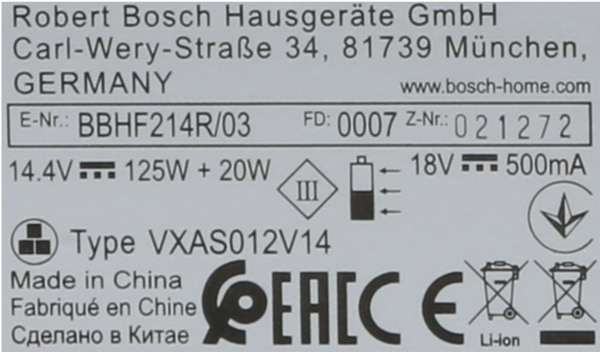 Robert Bosch Hausgeräte GmbH
Carl-Wery-Straße 34, 81739 München,
GERMANY
www.bosch-home.com
E-Nr.: BBHF214R/03 FD: 0007 Z-Nr.: 021272
14.4V 125W + 20W III 18V 500mA
Type VXAS012V14
Made in China
Fabriqué en Chine
Сделано в Китае
EAC CE
Li-ion